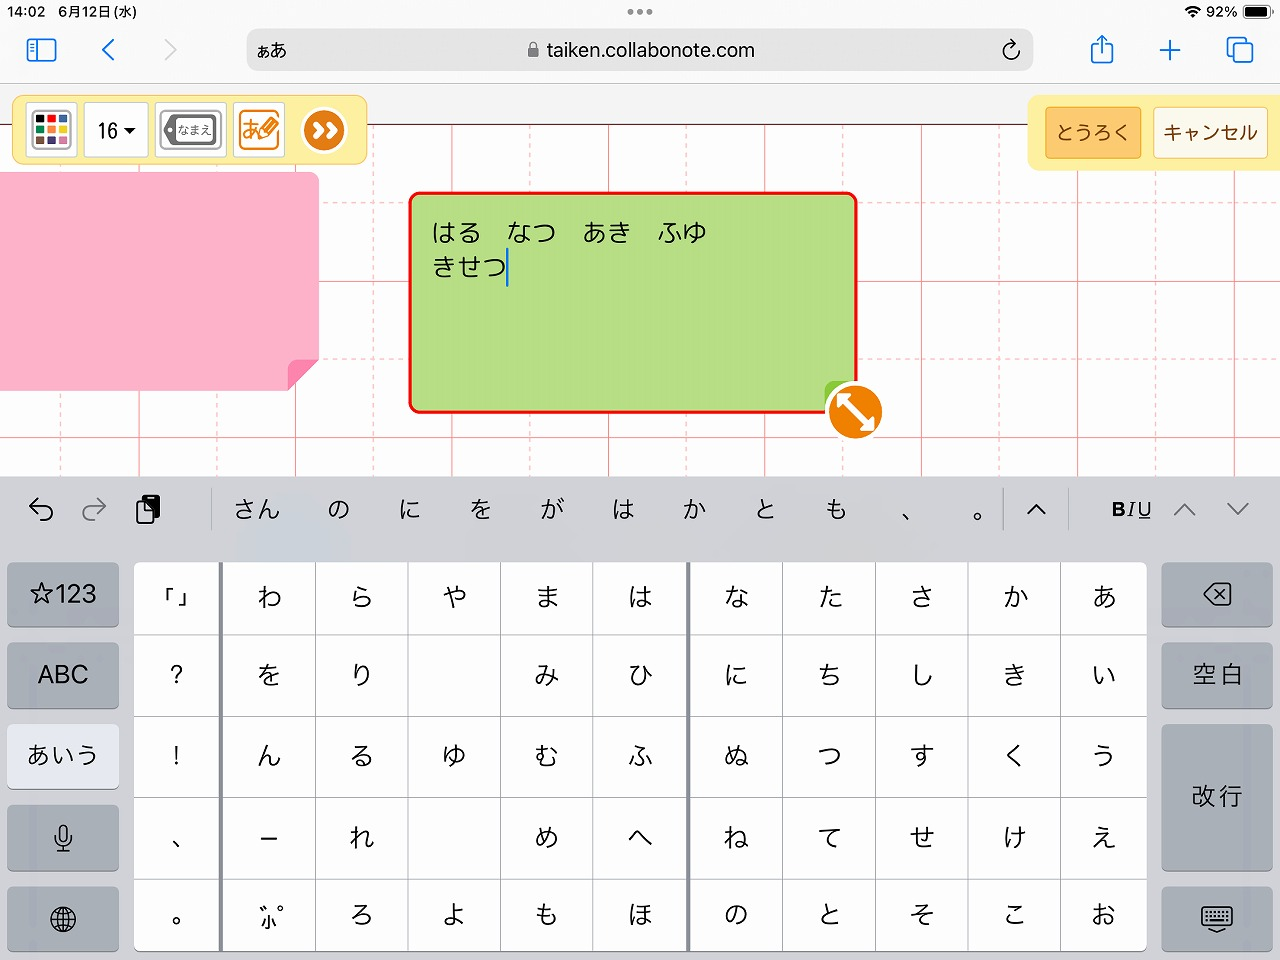 14:02 6月12日(水)
92%
ぁあ
taiken.collabonote.com
16
なまえ
あ
とうろく
キャンセル
はる　なつ　あき　ふゆ
きせつ
さん の に を が は か と も 、 。
BIU
☆123 「」 わ ら や ま は な た さ か あ
ABC ? を り み ひ に ち し き い 空白
あいう ! ん る ゆ む ふ ぬ つ す く う
改行
、 ー れ め へ ね て せ け え
。 ゛゜小 ろ よ も ほ の と そ こ お